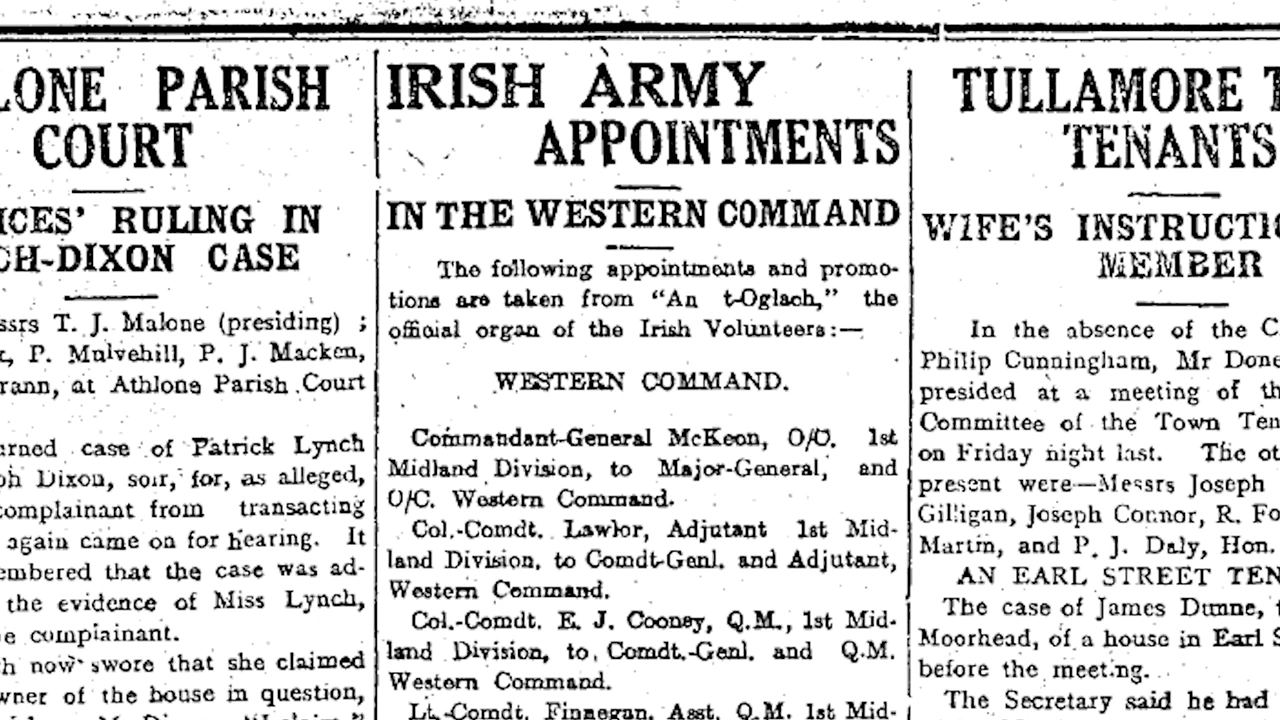 LONE PARISH
COURT
ICES' RULING IN
CH-DIXON CASE
ssrs T. J. Malone (presiding) ;
P. Mulvehill, P. J. Macken,
rann, at Athlone Parish Court
urned case of Patrick Lynch
ph Dixon, solr, for, as alleged,
complainant from transacting
again came on for hearing. It
embered that the case was ad-
the evidence of Miss Lynch,
e complainant.
h now swore that she claimed
wner of the house in question,
IRISH ARMY
APPOINTMENTS
IN THE WESTERN COMMAND
The following appointments and promo-
tions are taken from "An t-Oglach," the
official organ of the Irish Volunteers:—
WESTERN COMMAND.
Commandant-General McKeon, O/C. 1st
Midland Division, to Major-General, and
O/C. Western Command.
Col.-Comdt. Lawlor, Adjutant 1st Mid-
land Division, to Comdt-Genl. and Adjutant,
Western Command.
Col.-Comdt. E. J. Cooney, Q.M., 1st Mid-
land Division, to Comdt.-Genl. and Q.M.
Western Command.
Lt.-Comdt. Finnegan, Asst. Q.M. 1st Mid-
TULLAMORE T
TENANTS
WIFE'S INSTRUCTIO
MEMBER
In the absence of the C
Philip Cunningham, Mr Done
presided at a meeting of th
Committee of the Town Ten
on Friday night last. The ot
present were—Messrs Joseph
Gilligan, Joseph Connor, R. Fo
Martin, and P. J. Daly, Hon.
AN EARL STREET TEN
The case of James Dunne,
Moorhead, of a house in Earl S
before the meeting.
The Secretary said he had